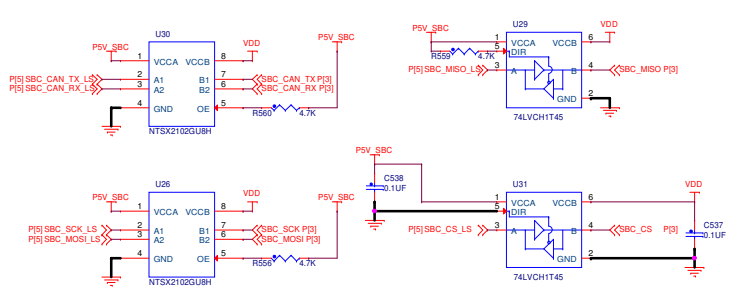 U30
P5V_SBC
VDD
P5V_SBC
1 VCCA VCCB 8
P[5] SBC_CAN_TX_LS 2 A1 B1 7 SBC_CAN_TX P[3]
P[5] SBC_CAN_RX_LS 3 A2 B2 6 SBC_CAN_RX P[3]
4 GND OE 5
R560 4.7K
NTSX2102GU8H
U29
P5V_SBC
VDD
1 VCCA VCCB 6
5 DIR
R559 4.7K
P[5] SBC_MISO_LS 3 A B 4 SBC_MISO P[3]
GND 2
74LVCH1T45
U26
P5V_SBC
VDD
P5V_SBC
1 VCCA VCCB 8
P[5] SBC_SCK_LS 2 A1 B1 7 SBC_SCK P[3]
P[5] SBC_MOSI_LS 3 A2 B2 6 SBC_MOSI P[3]
4 GND OE 5
R556 4.7K
NTSX2102GU8H
P5V_SBC
C538
0.1UF
U31
VDD
1 VCCA VCCB 6
5 DIR
P[5] SBC_CS_LS 3 A B 4 SBC_CS P[3]
GND 2
C537
0.1UF
74LVCH1T45